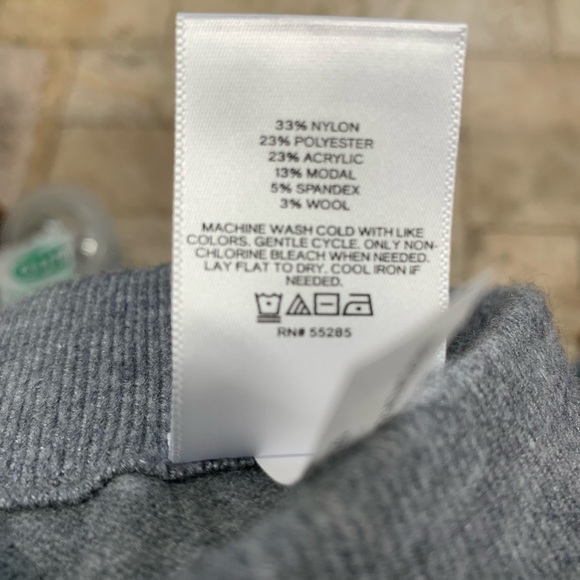 33% NYLON
23% POLYESTER
23% ACRYLIC
13% MODAL
5% SPANDEX
3% WOOL
MACHINE WASH COLD WITH LIKE
COLORS. GENTLE CYCLE. ONLY NON-
CHLORINE BLEACH WHEN NEEDED.
LAY FLAT TO DRY. COOL IRON IF
NEEDED.
RN# 55285